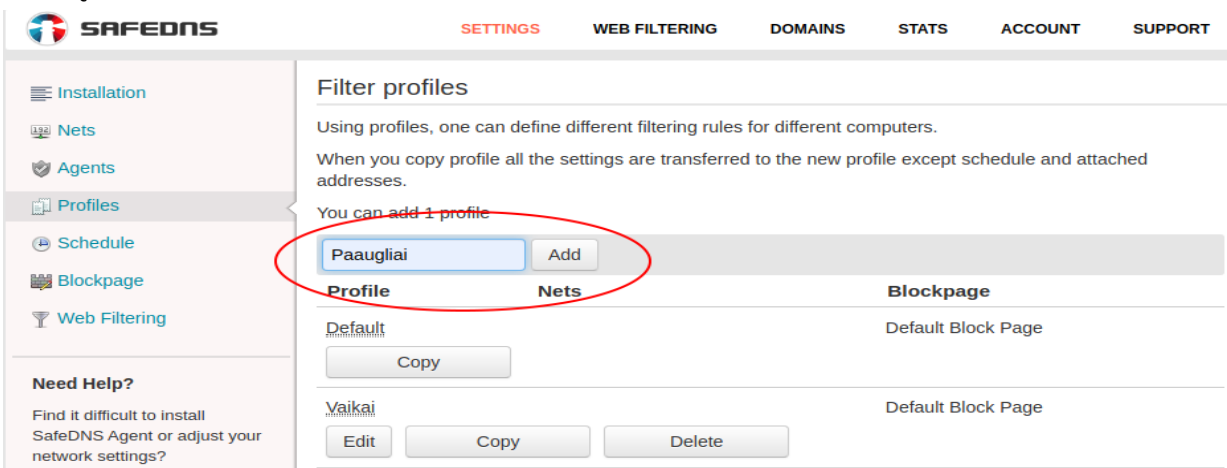 SAFEDNS
SETTINGS WEB FILTERING DOMAINS STATS ACCOUNT SUPPORT
Installation
Nets
Agents
Profiles
Schedule
Blockpage
Web Filtering
Need Help?
Find it difficult to install
SafeDNS Agent or adjust your
network settings?
Filter profiles
Using profiles, one can define different filtering rules for different computers.
When you copy profile all the settings are transferred to the new profile except schedule and attached
addresses.
You can add 1 profile
Paaugliai Add
Profile Nets Blockpage
Default Default Block Page
Copy
Vaikai Default Block Page
Edit Copy Delete